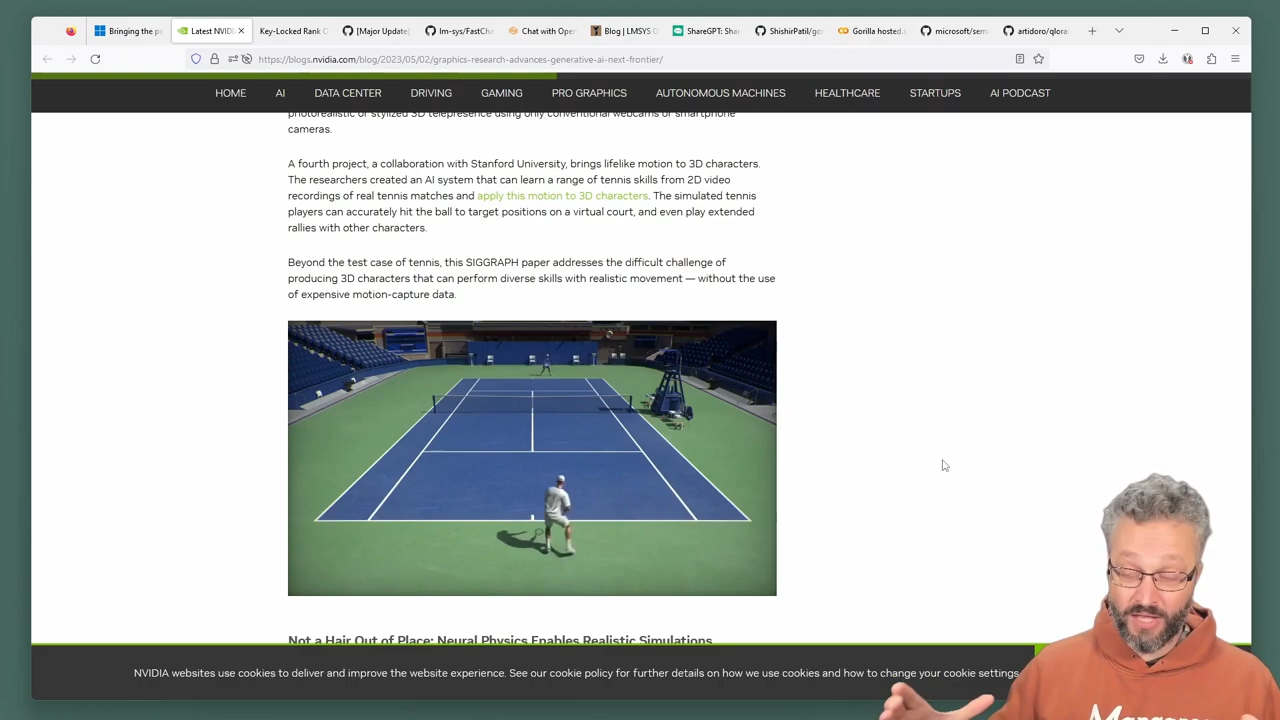 Bringing the p
Latest NVIDI
Key-Locked Rank O
[Major Update]
lm-sys/FastCha
Chat with Open
Blog | LMSYS O
ShareGPT: Shar
ShishirPatil/go
Gorilla hosted
microsoft/sem
artidoro/qlora
https://blogs.nvidia.com/blog/2023/05/02/graphics-research-advances-generative-ai-next-frontier/
HOME
AI
DATA CENTER
DRIVING
GAMING
PRO GRAPHICS
AUTONOMOUS MACHINES
HEALTHCARE
STARTUPS
AI PODCAST
photorealistic or stylized 3D telepresence using only conventional webcams or smartphone
cameras.
A fourth project, a collaboration with Stanford University, brings lifelike motion to 3D characters.
The researchers created an AI system that can learn a range of tennis skills from 2D video
recordings of real tennis matches and apply this motion to 3D characters. The simulated tennis
players can accurately hit the ball to target positions on a virtual court, and even play extended
rallies with other characters.
Beyond the test case of tennis, this SIGGRAPH paper addresses the difficult challenge of
producing 3D characters that can perform diverse skills with realistic movement — without the use
of expensive motion-capture data.
Not a Hair Out of Place: Neural Physics Enables Realistic Simulations
NVIDIA websites use cookies to deliver and improve the website experience. See our cookie policy for further details on how we use cookies and how to change your cookie settings.